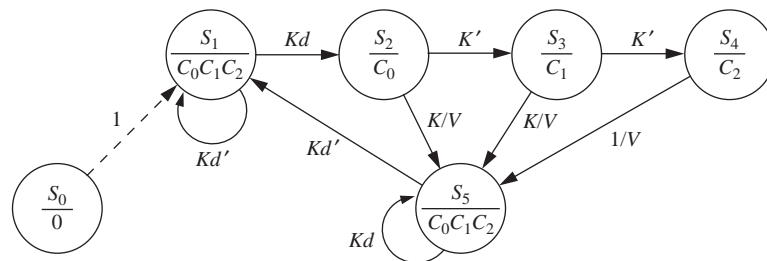 S₁
C₀C₁C₂
Kd
S₂
C₀
K′
S₃
C₁
K′
S₄
C₂
1
Kd′
Kd′
K/V
K/V
1/V
S₀
0
S₅
C₀C₁C₂
Kd